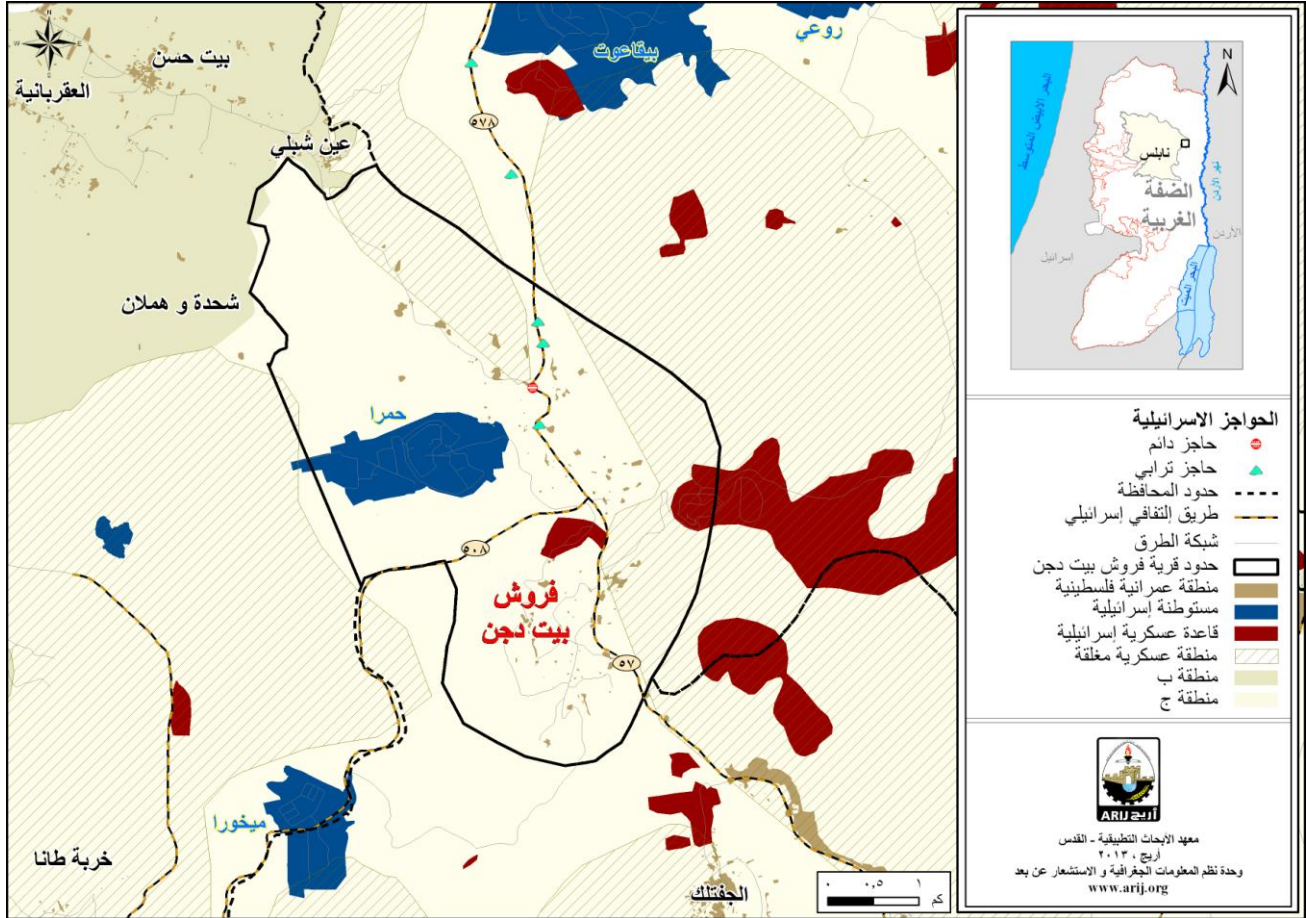 N
S
E
W
بيت حسن
العقربانية
عين شبلي
شحدة و هملان
بيقاعوت
روعي
٥٧٨
حمرا
٥٠٨
فروش
بيت دجن
٥٧
ميخورا
خربة طانا
الجفتلك
٠ ٠,٥ ١
كم
N
البحر الابيض المتوسط
نابلس
نهر الاردن
الضفة
الغربية
الأردن
إسرائيل
البحر الميت
الحواجز الاسرائيلية
حاجز دائم
حاجز ترابي
حدود المحافظة
طريق إلتفافي إسرائيلي
شبكة الطرق
حدود قرية فروش بيت دجن
منطقة عمرانية فلسطينية
مستوطنة إسرائيلية
قاعدة عسكرية إسرائيلية
منطقة عسكرية مغلقة
منطقة ب
منطقة ج
ARIJ أريج
معهد الأبحاث التطبيقية - القدس
أريج ، ٢٠١٣
وحدة نظم المعلومات الجغرافية و الاستشعار عن بعد
www.arij.org